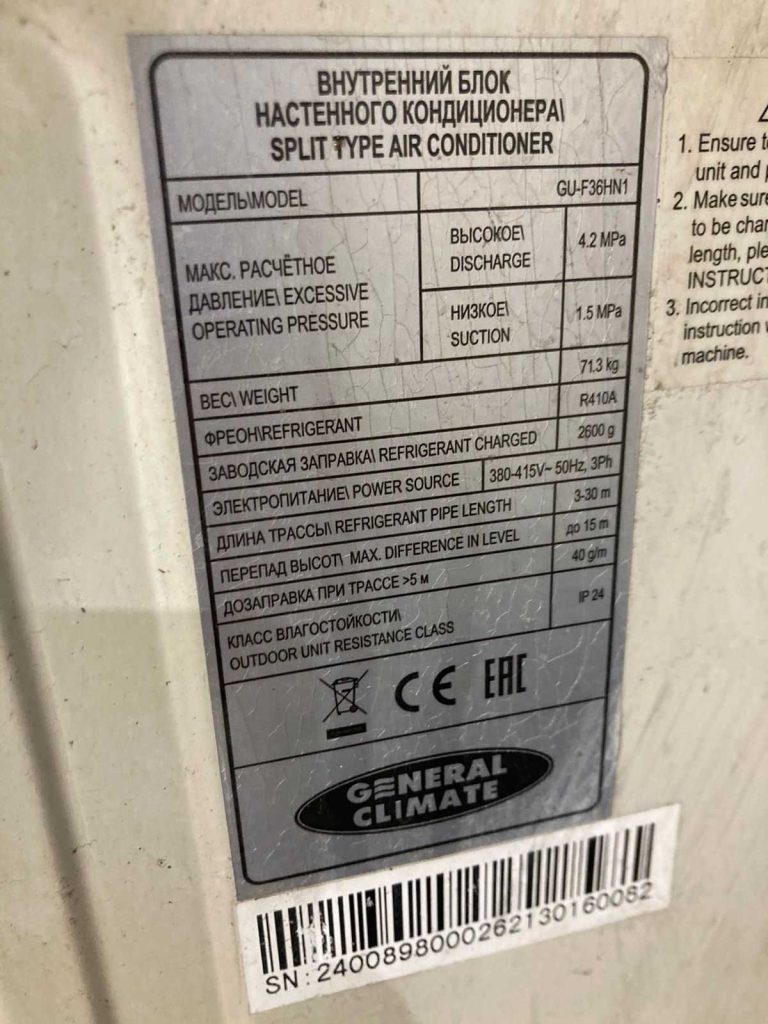 ВНУТРЕННИЙ БЛОК
НАСТЕННОГО КОНДИЦИОНЕРА\
SPLIT TYPE AIR CONDITIONER
МОДЕЛЬ\MODEL GU-F36HN1
МАКС. РАСЧЁТНОЕ
ДАВЛЕНИЕ\ EXCESSIVE
OPERATING PRESSURE
ВЫСОКОЕ\
DISCHARGE
4.2 MPa
НИЗКОЕ\
SUCTION
1.5 MPa
ВЕС\ WEIGHT 71.3 kg
ФРЕОН\REFRIGERANT R410A
ЗАВОДСКАЯ ЗАПРАВКА\ REFRIGERANT CHARGED 2600 g
ЭЛЕКТРОПИТАНИЕ\ POWER SOURCE 380-415V~ 50Hz, 3Ph
ДЛИНА ТРАССЫ\ REFRIGERANT PIPE LENGTH 3-30 m
ПЕРЕПАД ВЫСОТ\ MAX. DIFFERENCE IN LEVEL до 15 m
ДОЗАПРАВКА ПРИ ТРАССЕ >5 м 40 g/m
КЛАСС ВЛАГОСТОЙКОСТИ\
OUTDOOR UNIT RESISTANCE CLASS
IP 24
CE EAC
GENERAL
CLIMATE
SN: 2400898000262130160082
1. Ensure
unit and
2. Make sure
to be
length,
3. Incorrect
instruction
machine.